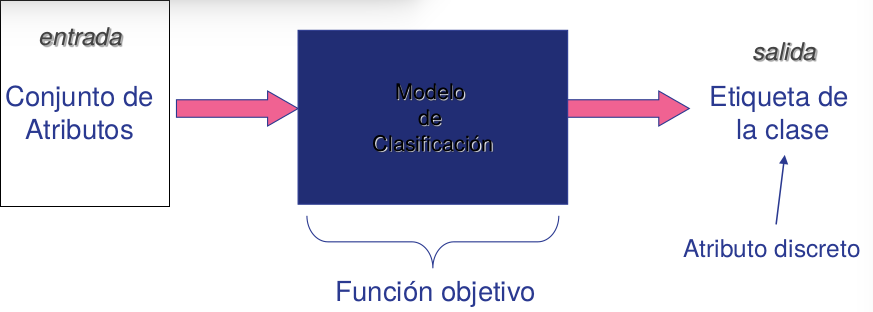 entrada
Conjunto de
Atributos
Modelo
de
Clasificación
Función objetivo
salida
Etiqueta de
la clase
Atributo discreto